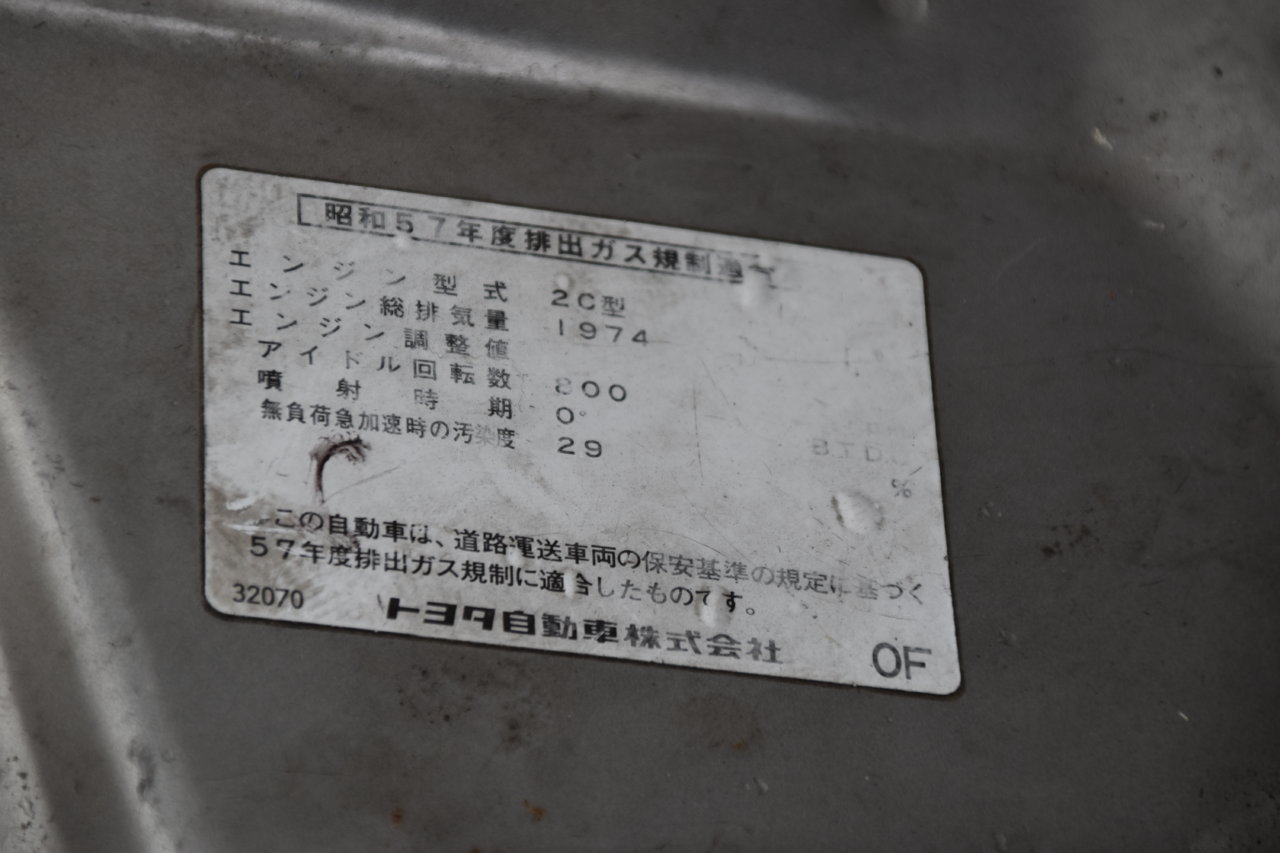 昭和57年度排出ガス規制適
エンジン型式 2C型
エンジン総排気量 1974
エンジン調整値
アイドル回転数 800
噴射時期 0° B.T.D.
無負荷急加速時の汚染度 29 %
この自動車は、道路運送車両の保安基準の規定に基づく
57年度排出ガス規制に適合したものです。
32070 トヨタ自動車株式会社 OF